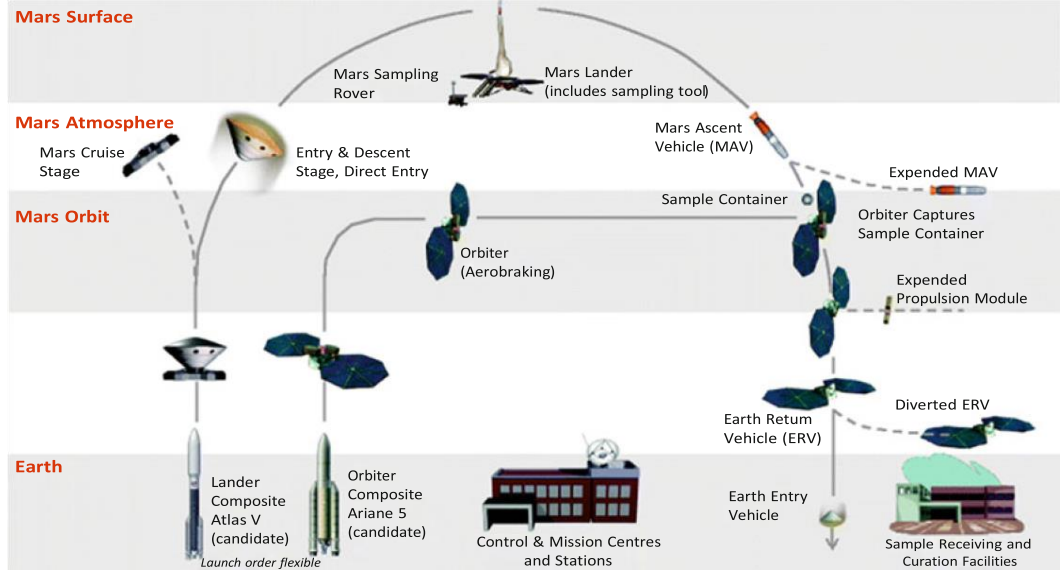 Mars Surface
Mars Sampling
Rover
Mars Lander
(includes sampling tool)
Mars Atmosphere
Mars Cruise
Stage
Entry & Descent
Stage, Direct Entry
Mars Ascent
Vehicle (MAV)
Expended MAV
Mars Orbit
Sample Container
Orbiter Captures
Sample Container
Orbiter
(Aerobraking)
Expended
Propulsion Module
Earth Retum
Vehicle (ERV)
Diverted ERV
Earth
Lander
Composite
Atlas V
(candidate)
Orbiter
Composite
Ariane 5
(candidate)
Launch order flexible
Control & Mission Centres
and Stations
Earth Entry
Vehicle
Sample Receiving and
Curation Facilities